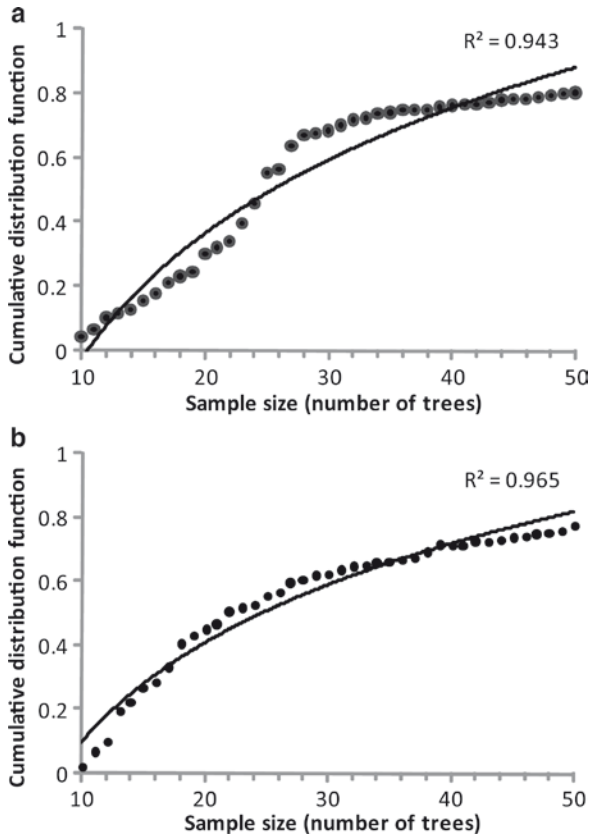 a
R² = 0.943
Cumulative distribution function
1
0.8
0.6
0.4
0.2
0
10 20 30 40 50
Sample size (number of trees)
b
R² = 0.965
Cumulative distribution function
1
0.8
0.6
0.4
0.2
0
10 20 30 40 50
Sample size (number of trees)